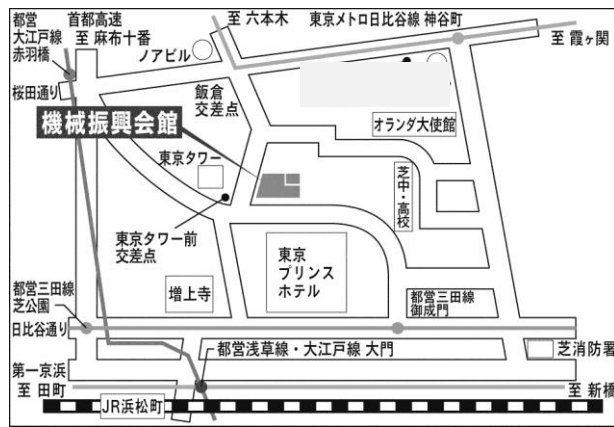 都営
大江戸線
赤羽橋
首都高速
至 麻布十番
至 六本木
東京メトロ日比谷線 神谷町
至 霞ヶ関
ノアビル
桜田通り
飯倉
交差点
オランダ大使館
機械振興会館
東京タワー
芝中・高校
東京タワー前
交差点
増上寺
東京
プリンス
ホテル
都営三田線
芝公園
都営三田線
御成門
日比谷通り
都営浅草線・大江戸線 大門
芝消防署
第一京浜
至 田町
至 新橋
JR浜松町